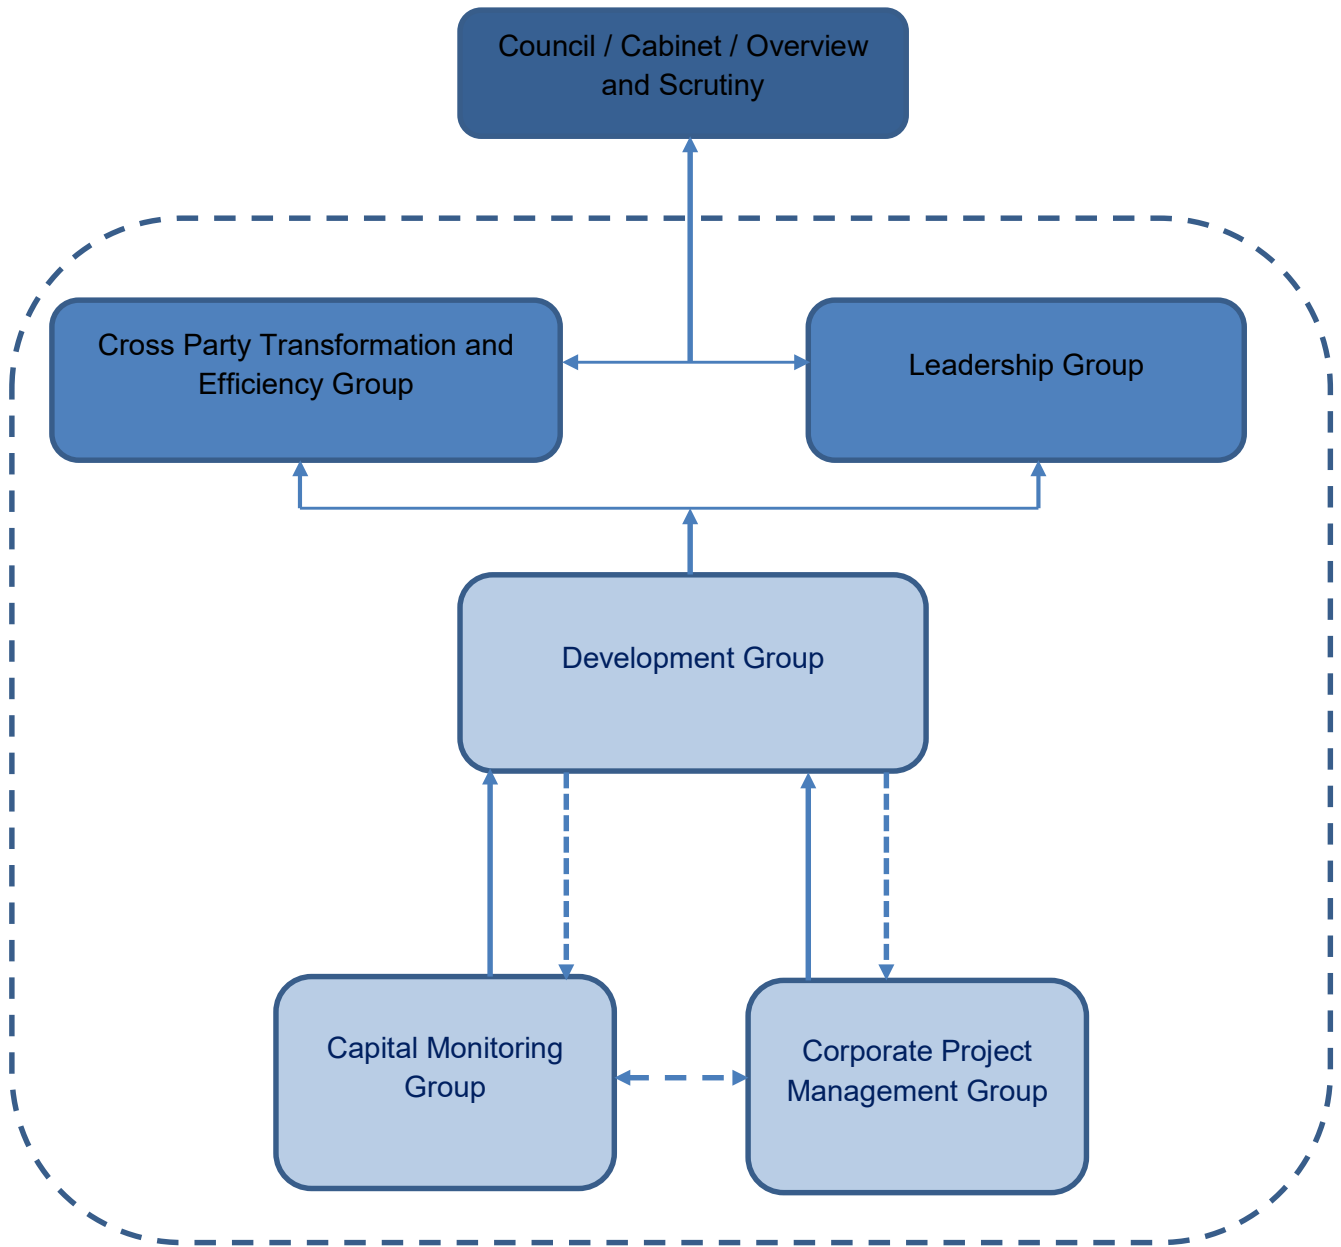 Council / Cabinet / Overview
and Scrutiny
Cross Party Transformation and
Efficiency Group
Leadership Group
Development Group
Capital Monitoring
Group
Corporate Project
Management Group